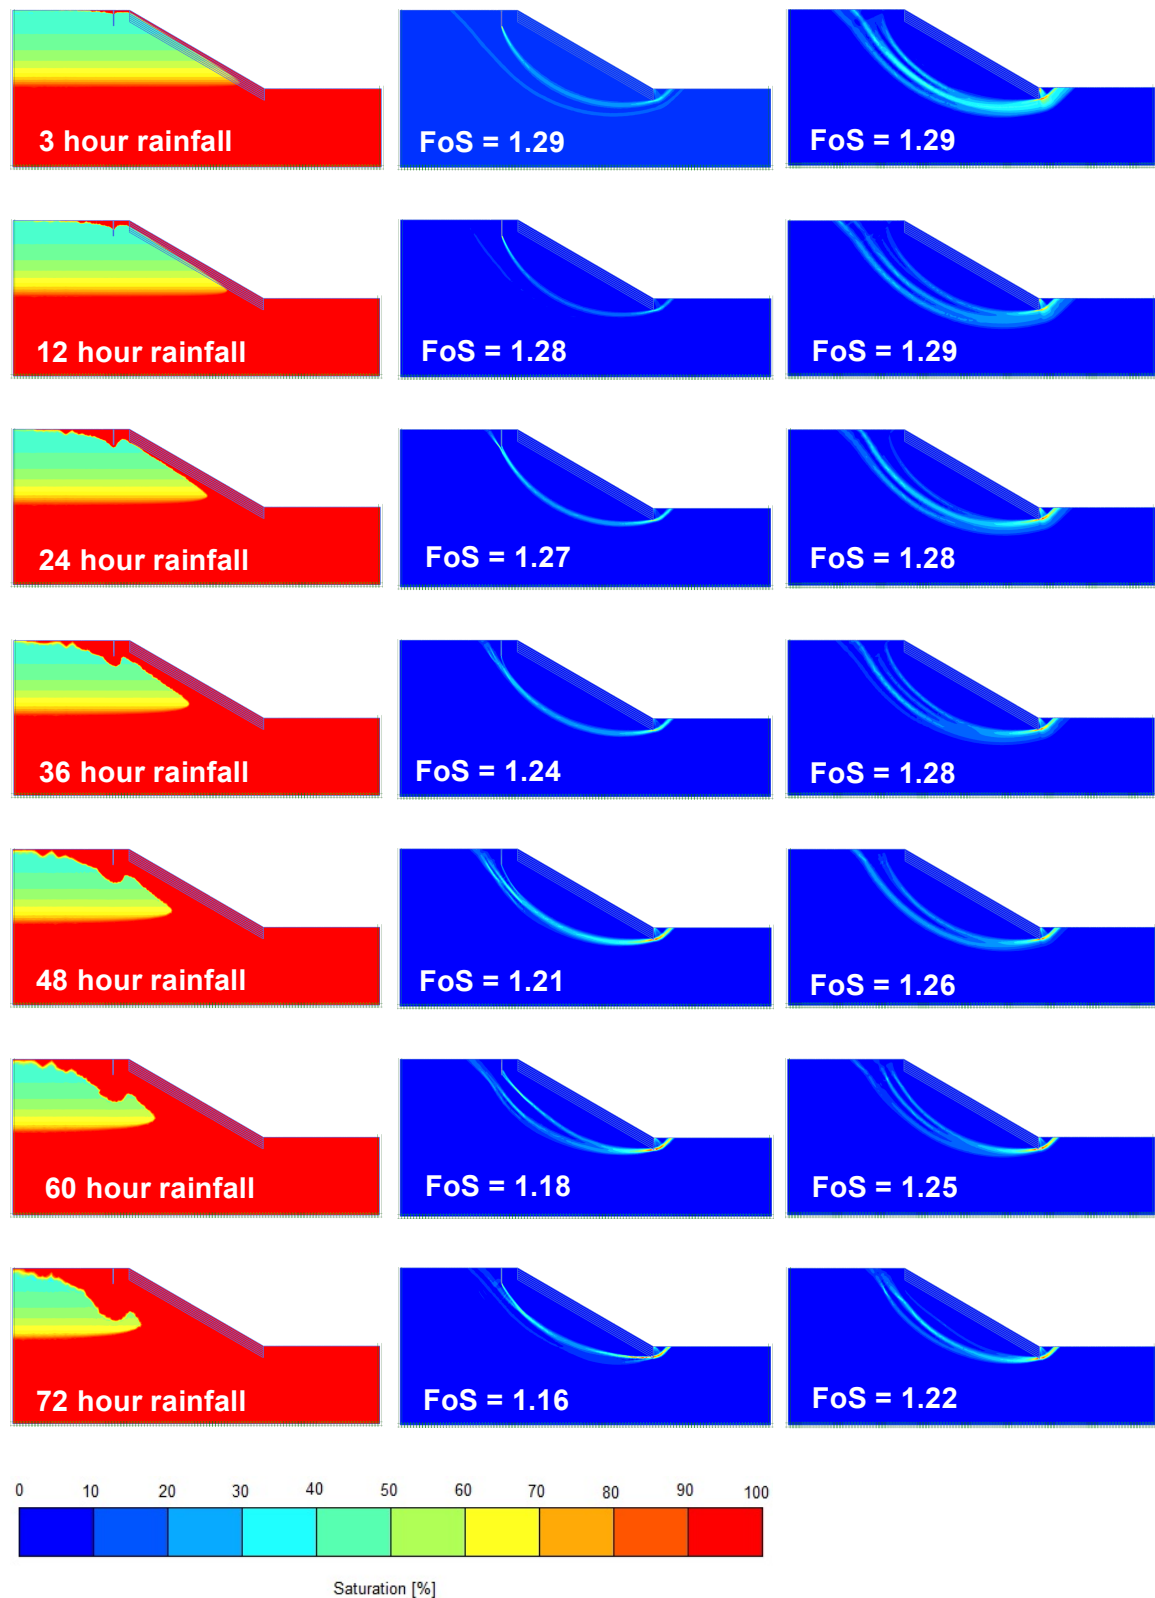 3 hour rainfall
FoS = 1.29
FoS = 1.29
12 hour rainfall
FoS = 1.28
FoS = 1.29
24 hour rainfall
FoS = 1.27
FoS = 1.28
36 hour rainfall
FoS = 1.24
FoS = 1.28
48 hour rainfall
FoS = 1.21
FoS = 1.26
60 hour rainfall
FoS = 1.18
FoS = 1.25
72 hour rainfall
FoS = 1.16
FoS = 1.22
0 10 20 30 40 50 60 70 80 90 100
Saturation [%]